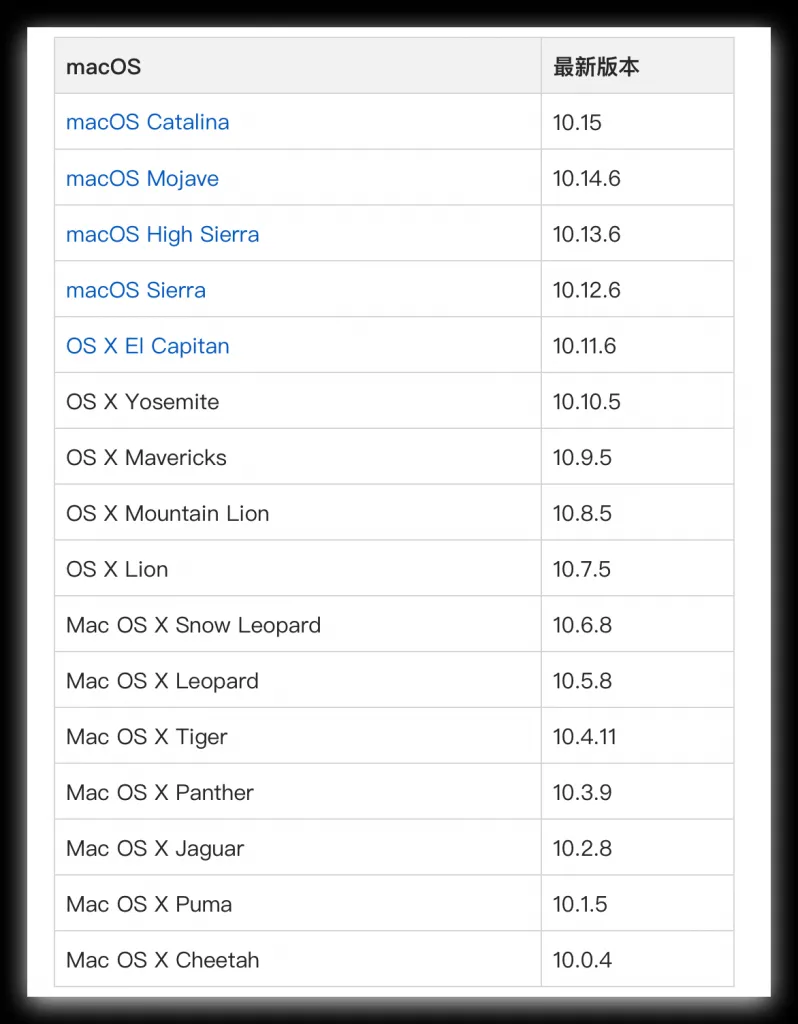 macOS 最新版本
macOS Catalina 10.15
macOS Mojave 10.14.6
macOS High Sierra 10.13.6
macOS Sierra 10.12.6
OS X El Capitan 10.11.6
OS X Yosemite 10.10.5
OS X Mavericks 10.9.5
OS X Mountain Lion 10.8.5
OS X Lion 10.7.5
Mac OS X Snow Leopard 10.6.8
Mac OS X Leopard 10.5.8
Mac OS X Tiger 10.4.11
Mac OS X Panther 10.3.9
Mac OS X Jaguar 10.2.8
Mac OS X Puma 10.1.5
Mac OS X Cheetah 10.0.4